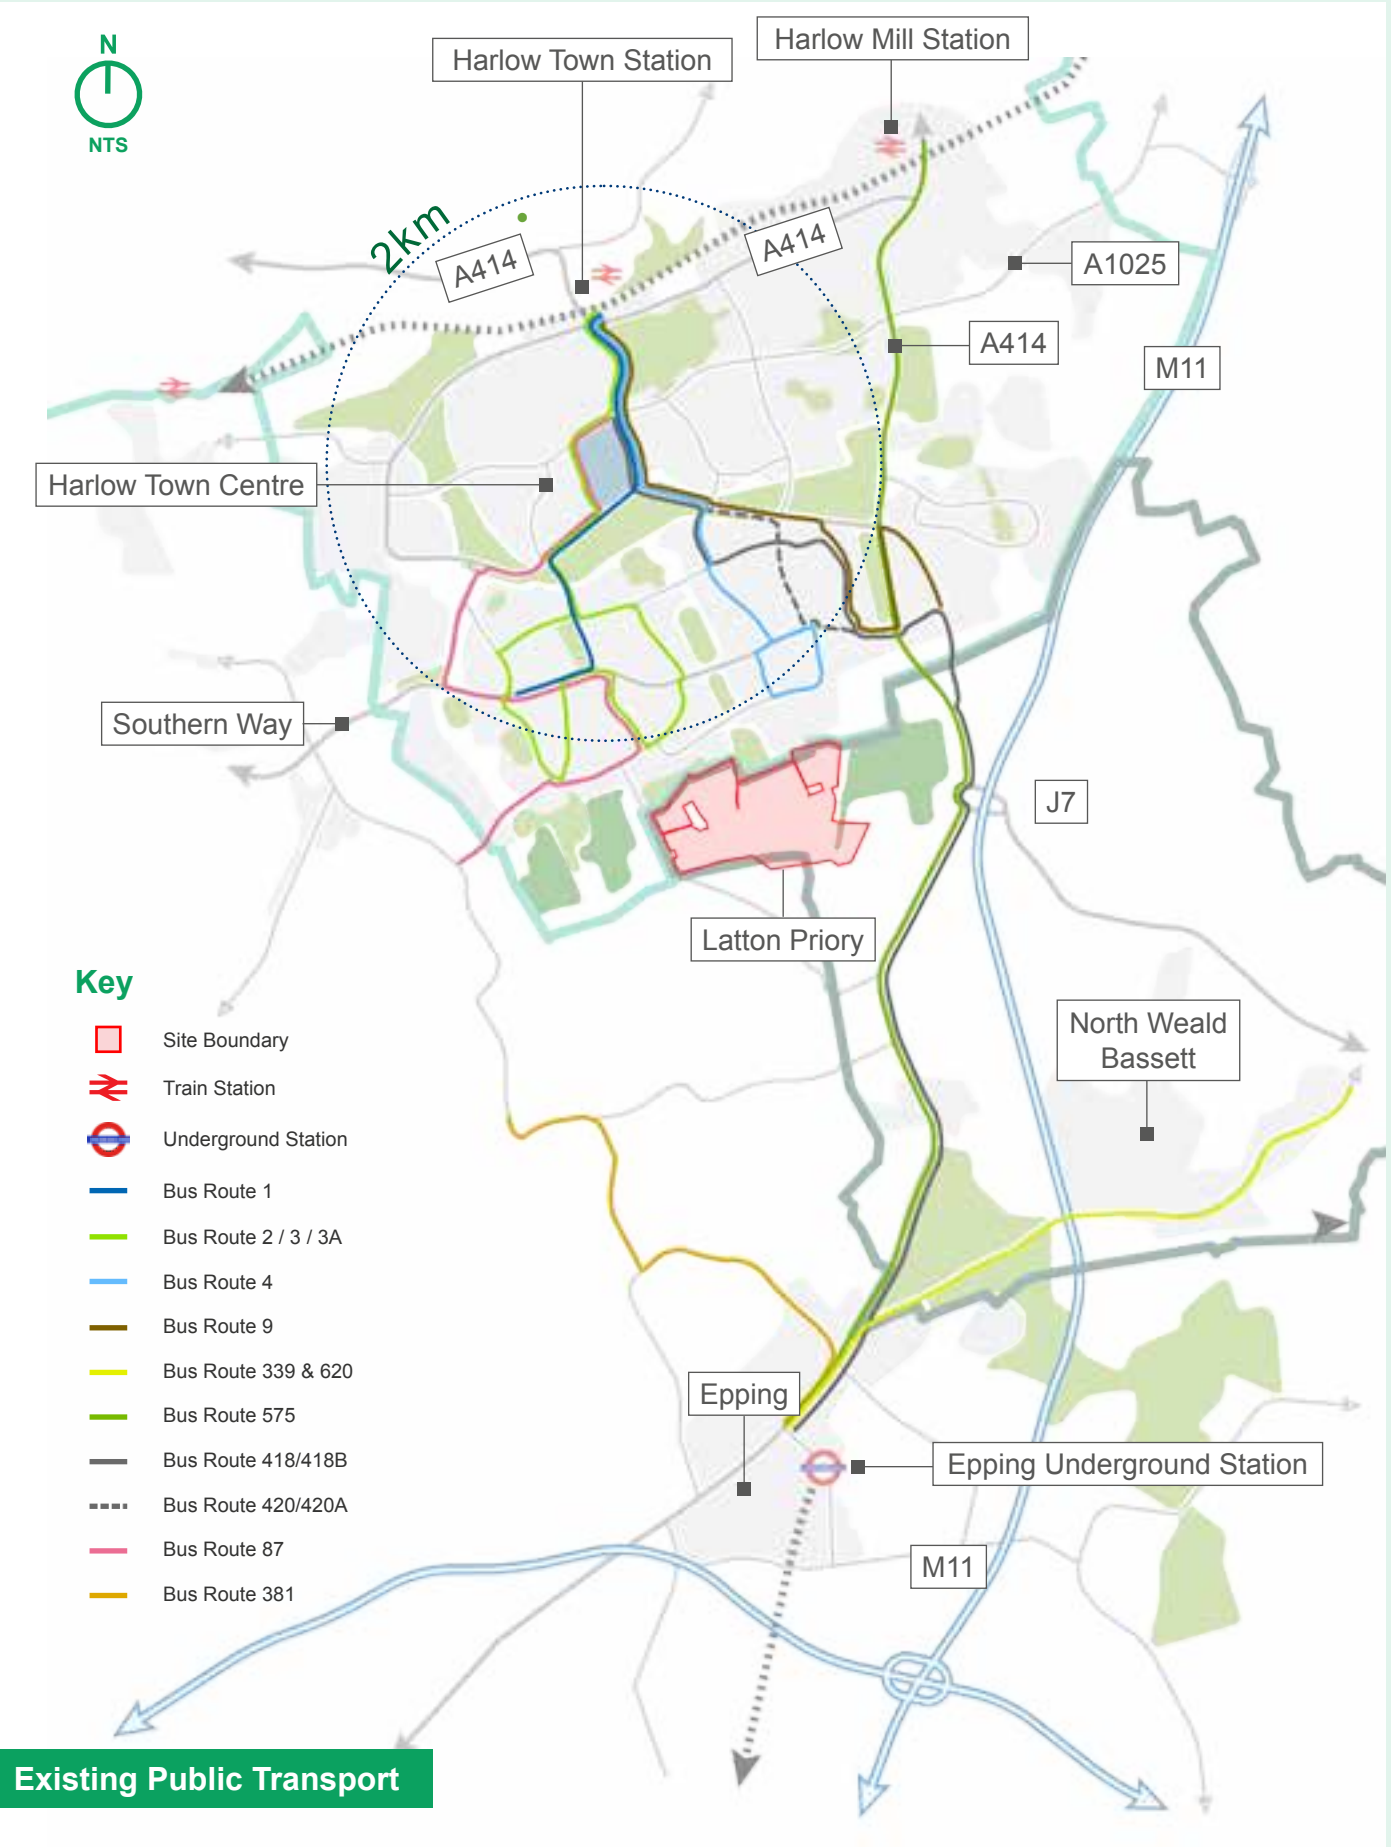 N
NTS
Harlow Town Station
Harlow Mill Station
2km
A414
A414
A1025
A414
M11
Harlow Town Centre
Southern Way
J7
Latton Priory
North Weald
Bassett
Key
Site Boundary
Train Station
Underground Station
Bus Route 1
Bus Route 2 / 3 / 3A
Bus Route 4
Bus Route 9
Bus Route 339 & 620
Bus Route 575
Bus Route 418/418B
Bus Route 420/420A
Bus Route 87
Bus Route 381
Epping
Epping Underground Station
M11
Existing Public Transport